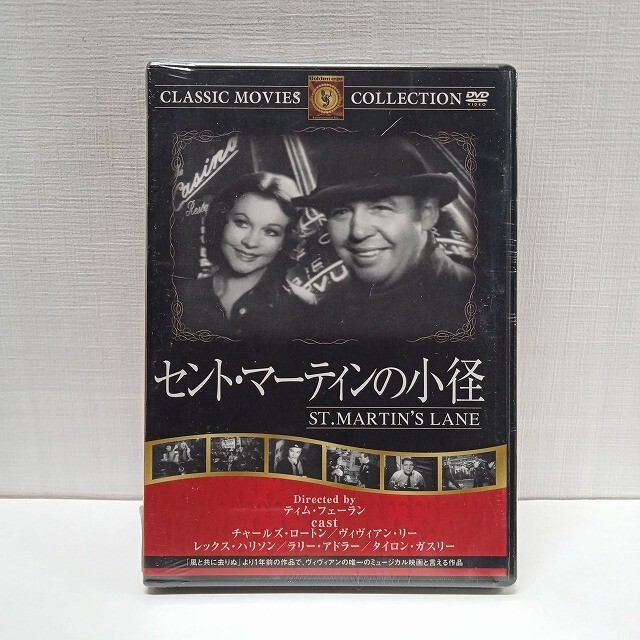 CLASSIC MOVIES COLLECTION
Golden age
DVD
VIDEO
Casino
セント・マーティンの小径
ST.MARTIN'S LANE
Directed by
ティム・フェーラン
cast
チャールズ・ロートン／ヴィヴィアン・リー
レックス・ハリソン／ラリー・アドラー／タイロン・ガスリー
「風と共に去りぬ」より1年前の作品で、ヴィヴィアンの唯一のミュージカル映画と言える作品